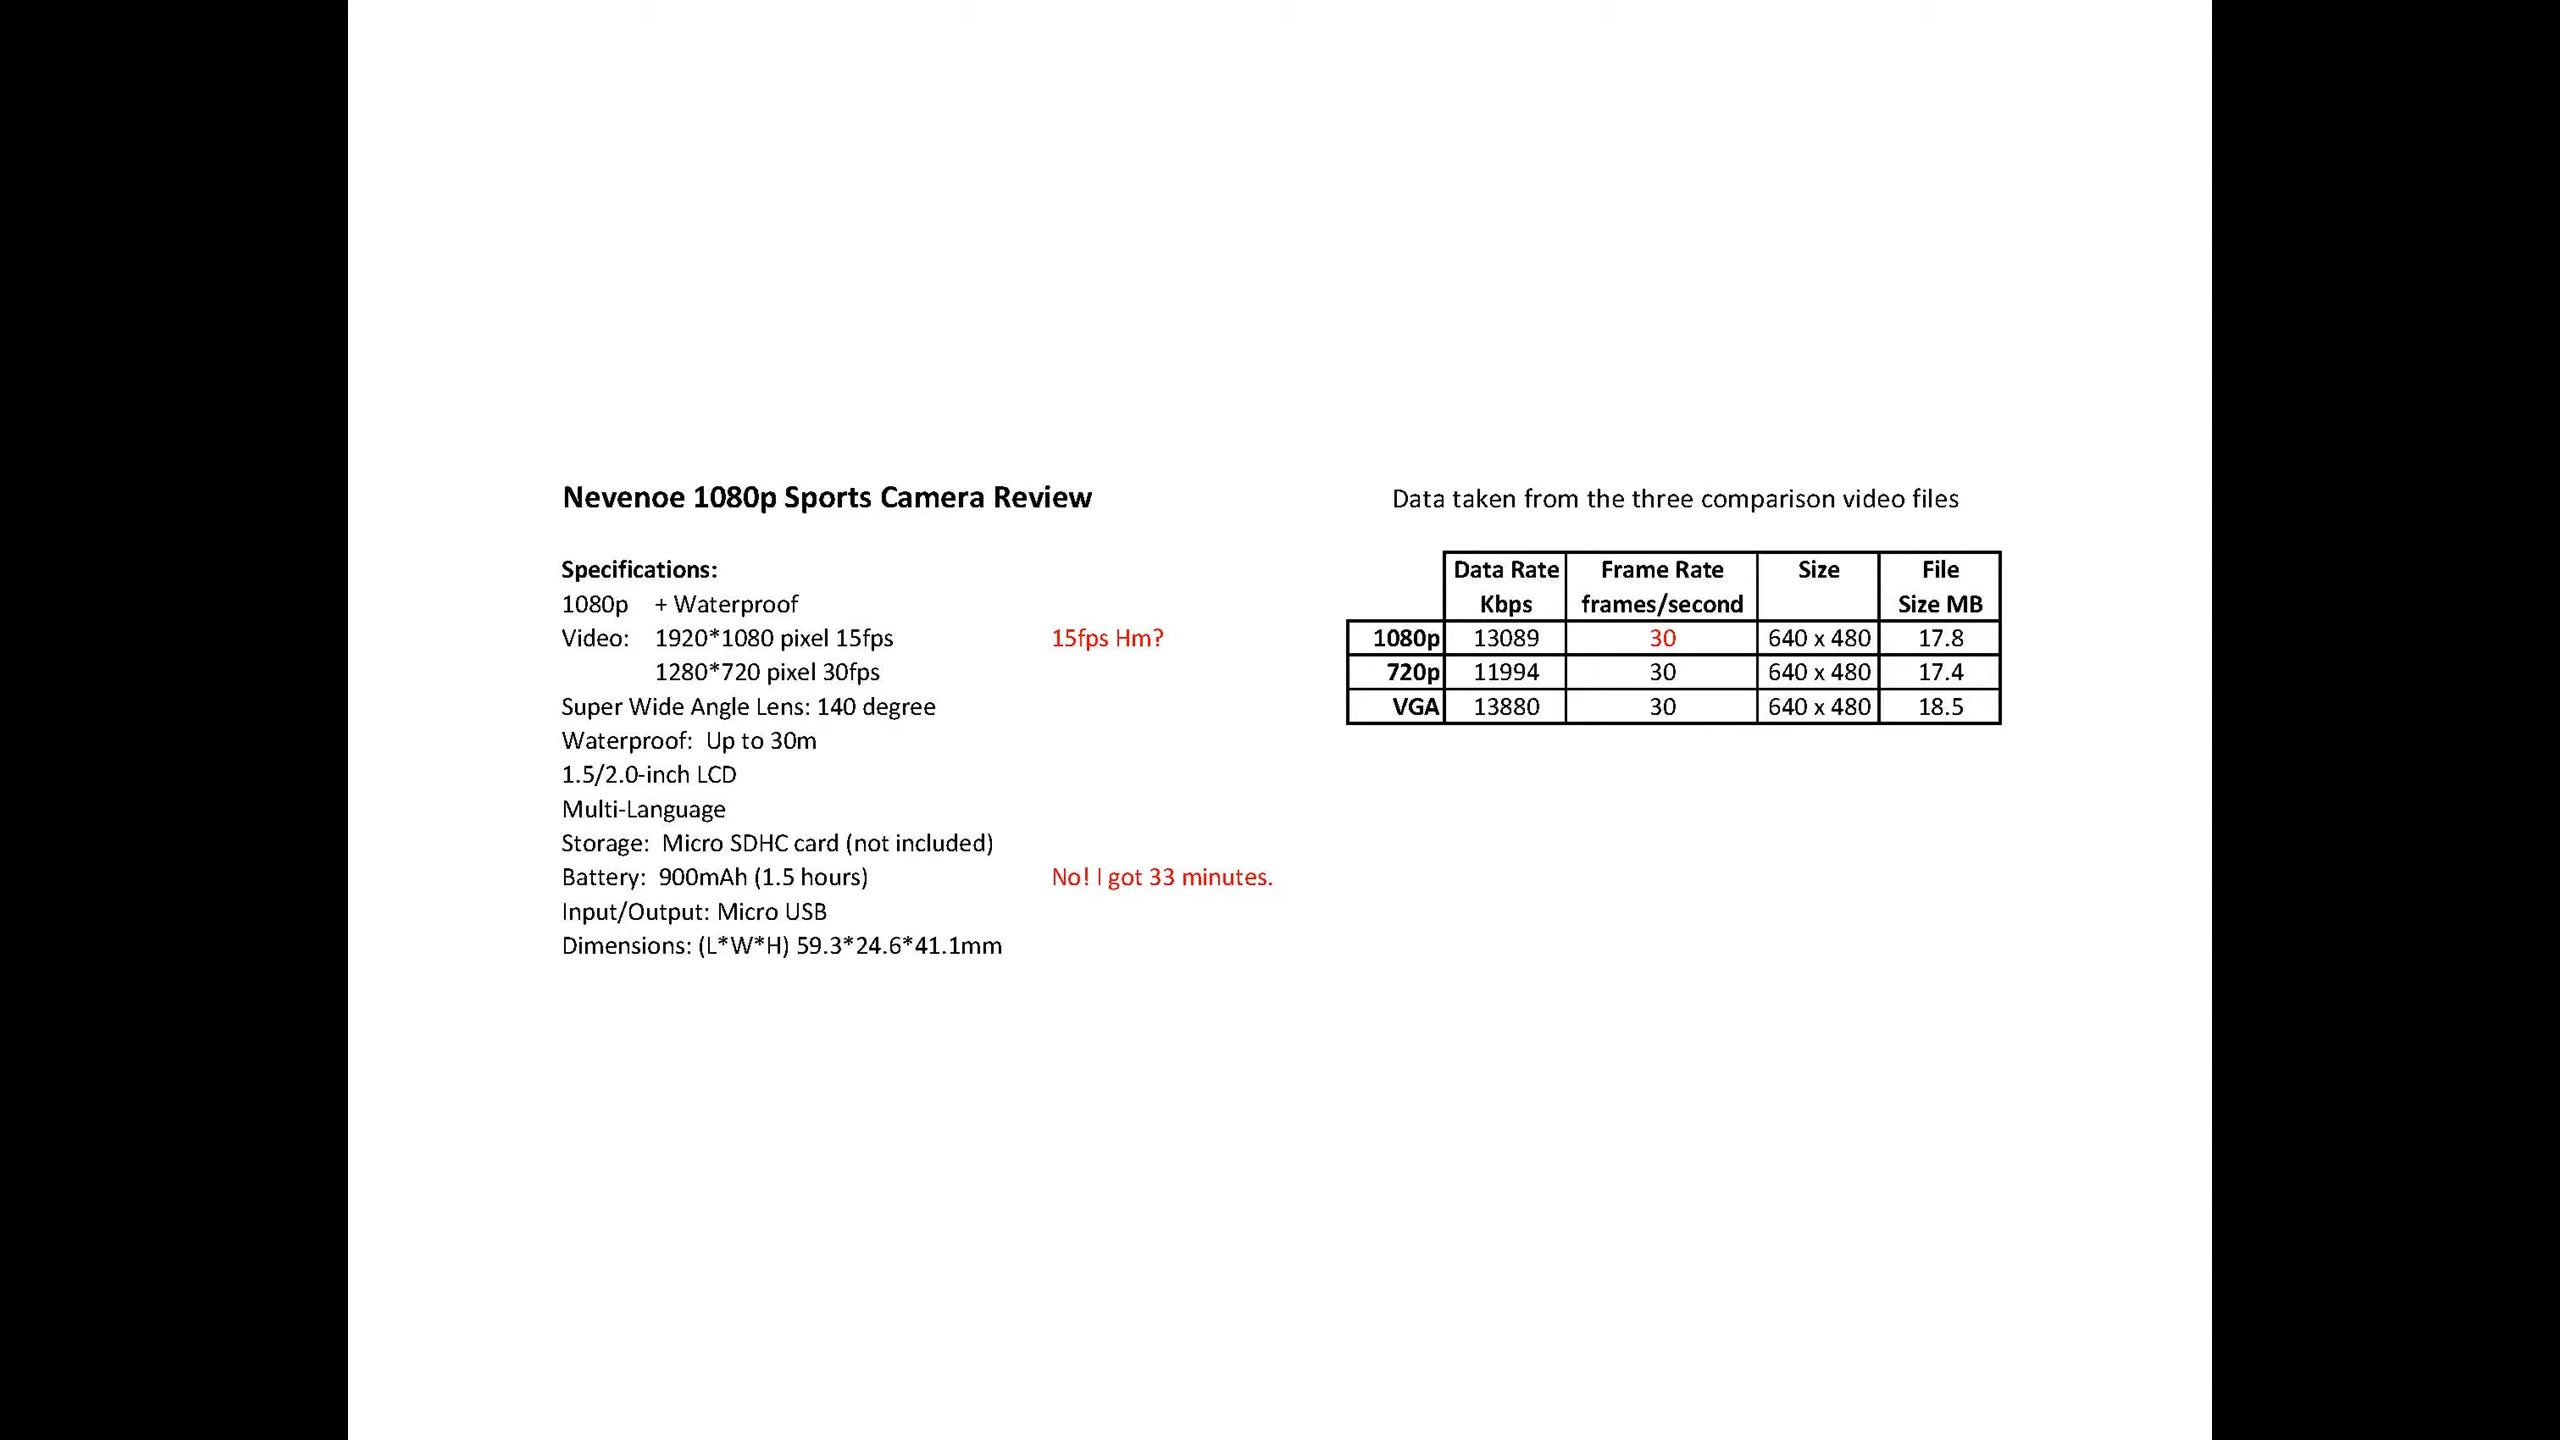 Nevenoe 1080p Sports Camera Review
Specifications:
1080p + Waterproof
Video: 1920*1080 pixel 15fps 15fps Hm?
1280*720 pixel 30fps
Super Wide Angle Lens: 140 degree
Waterproof: Up to 30m
1.5/2.0-inch LCD
Multi-Language
Storage: Micro SDHC card (not included)
Battery: 900mAh (1.5 hours) No! I got 33 minutes.
Input/Output: Micro USB
Dimensions: (L*W*H) 59.3*24.6*41.1mm
Data taken from the three comparison video files
Data Rate Frame Rate Size File
Kbps frames/second Size MB
1080p 13089 30 640 x 480 17.8
720p 11994 30 640 x 480 17.4
VGA 13880 30 640 x 480 18.5